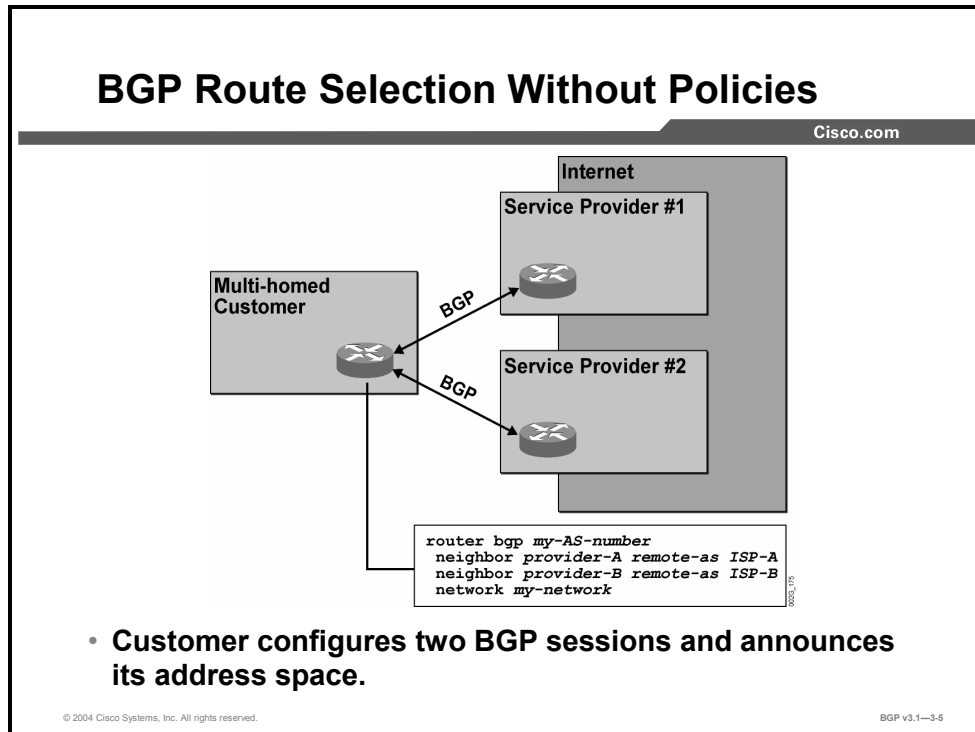 BGP Route Selection Without Policies
Cisco.com
Internet
Service Provider #1
Multi-homed
Customer
BGP
Service Provider #2
BGP
router bgp my-AS-number
neighbor provider-A remote-as ISP-A
neighbor provider-B remote-as ISP-B
network my-network
002G_175
• Customer configures two BGP sessions and announces
its address space.
© 2004 Cisco Systems, Inc. All rights reserved.
BGP v3.1—3-5